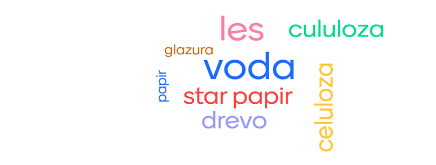 les
cululoza
glazura
voda
papir
star papir
celuloza
drevo